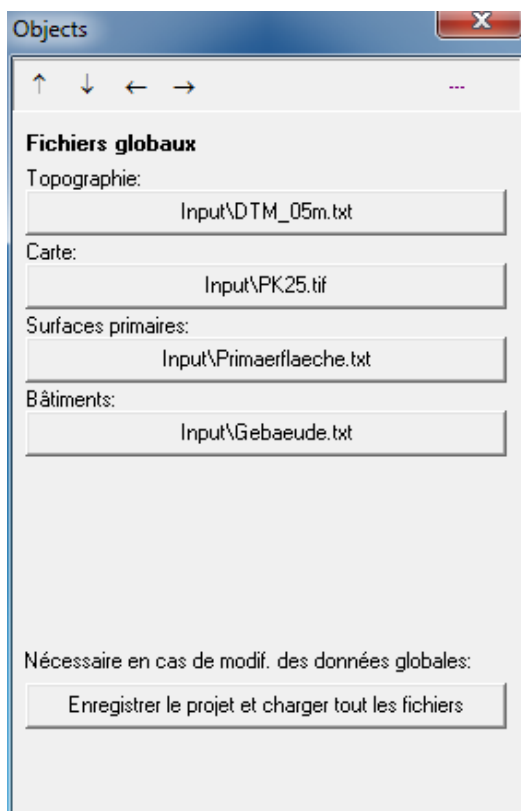 Objects
x
↑ ↓ ← → ---
Fichiers globaux
Topographie:
Input\DTM_05m.txt
Carte:
Input\PK25.tif
Surfaces primaires:
Input\Primaerflaeche.txt
Bâtiments:
Input\Gebaeude.txt
Nécessaire en cas de modif. des données globales:
Enregistrer le projet et charger tout les fichiers